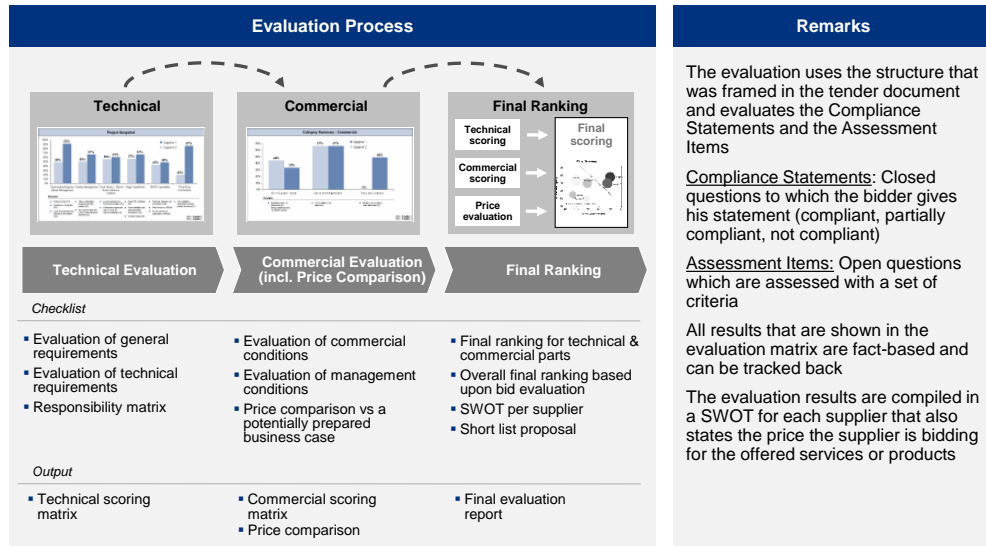 Evaluation Process
Technical
Project Snapshot
Commercial
Category Summary - Commercial
Final Ranking
Technical
scoring
Commercial
scoring
Price
evaluation
Final
scoring
Technical Evaluation
Commercial Evaluation
(incl. Price Comparison)
Final Ranking
Checklist
▪ Evaluation of general
requirements
▪ Evaluation of technical
requirements
▪ Responsibility matrix
▪ Evaluation of commercial
conditions
▪ Evaluation of management
conditions
▪ Price comparison vs a
potentially prepared
business case
▪ Final ranking for technical &
commercial parts
▪ Overall final ranking based
upon bid evaluation
▪ SWOT per supplier
▪ Short list proposal
Output
▪ Technical scoring
matrix
▪ Commercial scoring
matrix
▪ Price comparison
▪ Final evaluation
report
Remarks
The evaluation uses the structure that
was framed in the tender document
and evaluates the Compliance
Statements and the Assessment
Items
Compliance Statements: Closed
questions to which the bidder gives
his statement (compliant, partially
compliant, not compliant)
Assessment Items: Open questions
which are assessed with a set of
criteria
All results that are shown in the
evaluation matrix are fact-based and
can be tracked back
The evaluation results are compiled in
a SWOT for each supplier that also
states the price the supplier is bidding
for the offered services or products